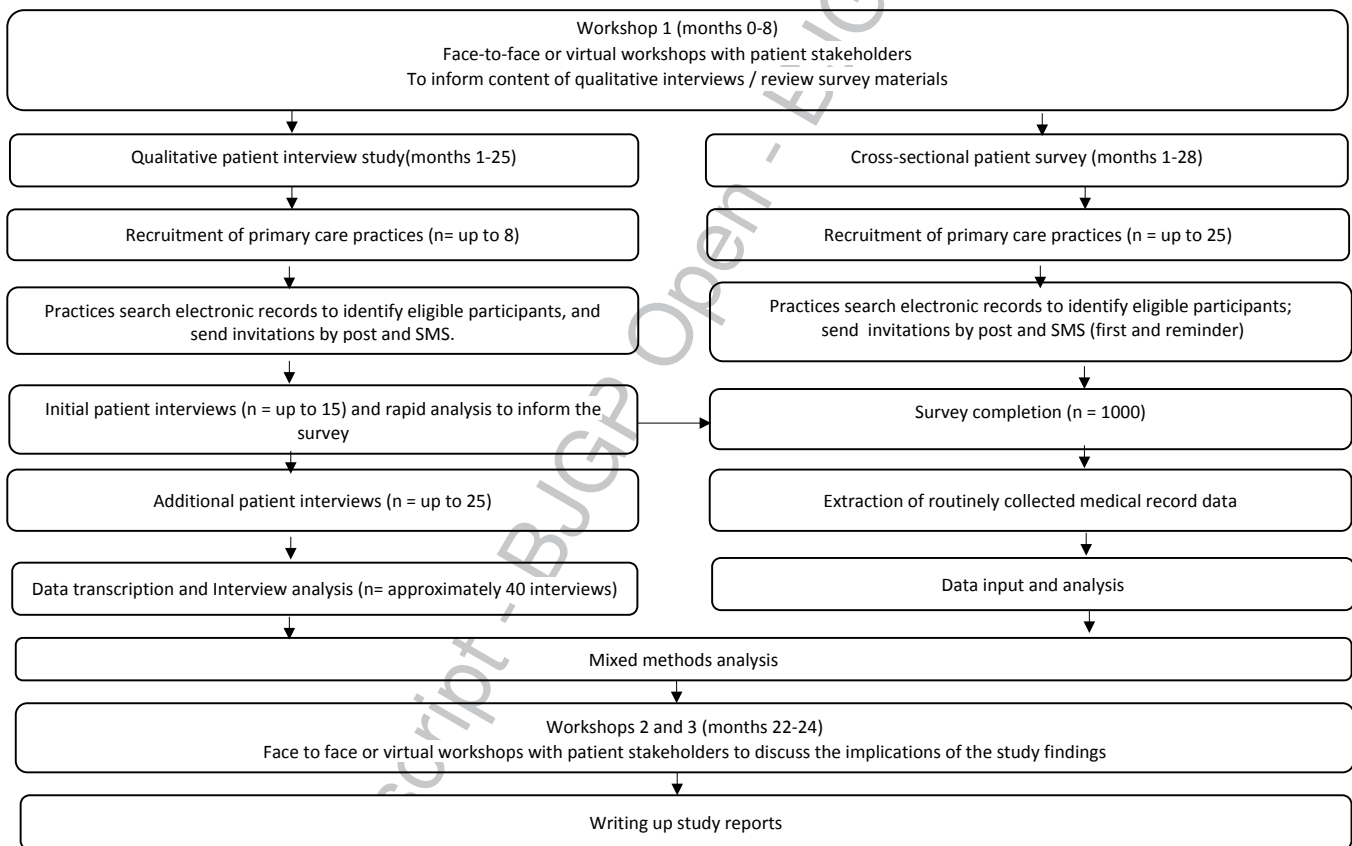 Workshop 1 (months 0-8)
Face-to-face or virtual workshops with patient stakeholders
To inform content of qualitative interviews / review survey materials
Qualitative patient interview study(months 1-25)
Cross-sectional patient survey (months 1-28)
Recruitment of primary care practices (n= up to 8)
Recruitment of primary care practices (n = up to 25)
Practices search electronic records to identify eligible participants, and
send invitations by post and SMS.
Practices search electronic records to identify eligible participants;
send invitations by post and SMS (first and reminder)
Initial patient interviews (n = up to 15) and rapid analysis to inform the
survey
Survey completion (n = 1000)
Additional patient interviews (n = up to 25)
Extraction of routinely collected medical record data
Data transcription and Interview analysis (n= approximately 40 interviews)
Data input and analysis
Mixed methods analysis
Workshops 2 and 3 (months 22-24)
Face to face or virtual workshops with patient stakeholders to discuss the implications of the study findings
Writing up study reports
script - BJGP Open - BJG